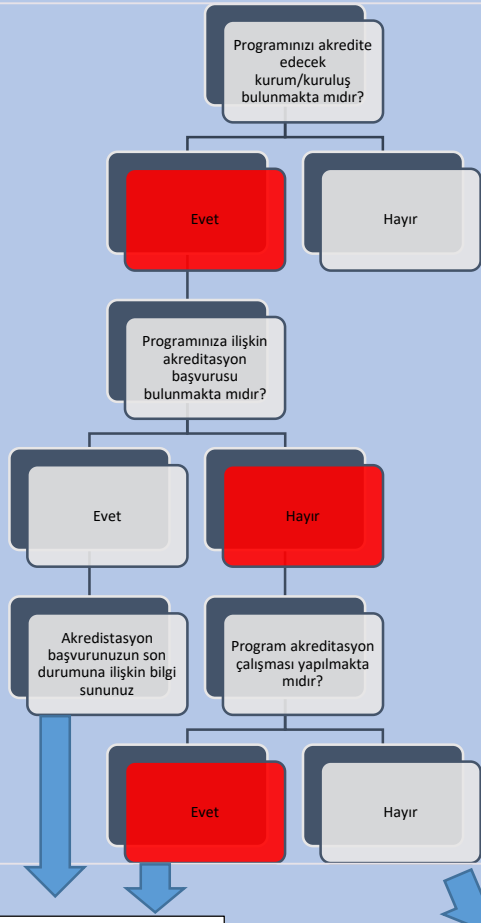 Programınızı akredite
edecek
kurum/kuruluş
bulunmakta mıdır?
Evet
Hayır
Programınıza ilişkin
akreditasyon
başvurusu
bulunmakta mıdır?
Evet
Hayır
Akredistasyon
başvurunuzun son
durumuna ilişkin bilgi
sununuz
Program akreditasyon
çalışması yapılmakta
mıdır?
Evet
Hayır